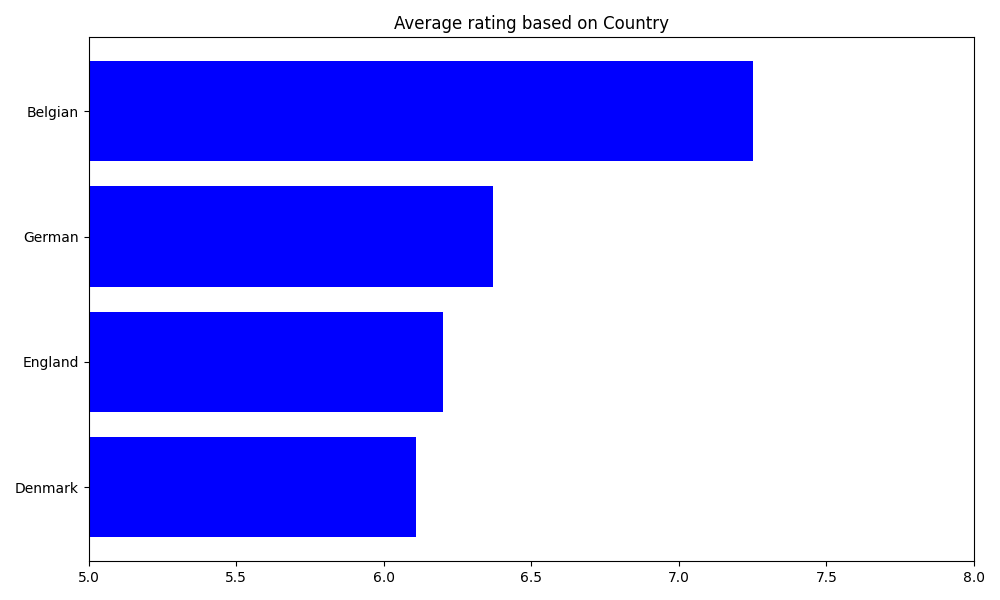 Average rating based on Country
Belgian
German
England
Denmark
5.0 5.5 6.0 6.5 7.0 7.5 8.0